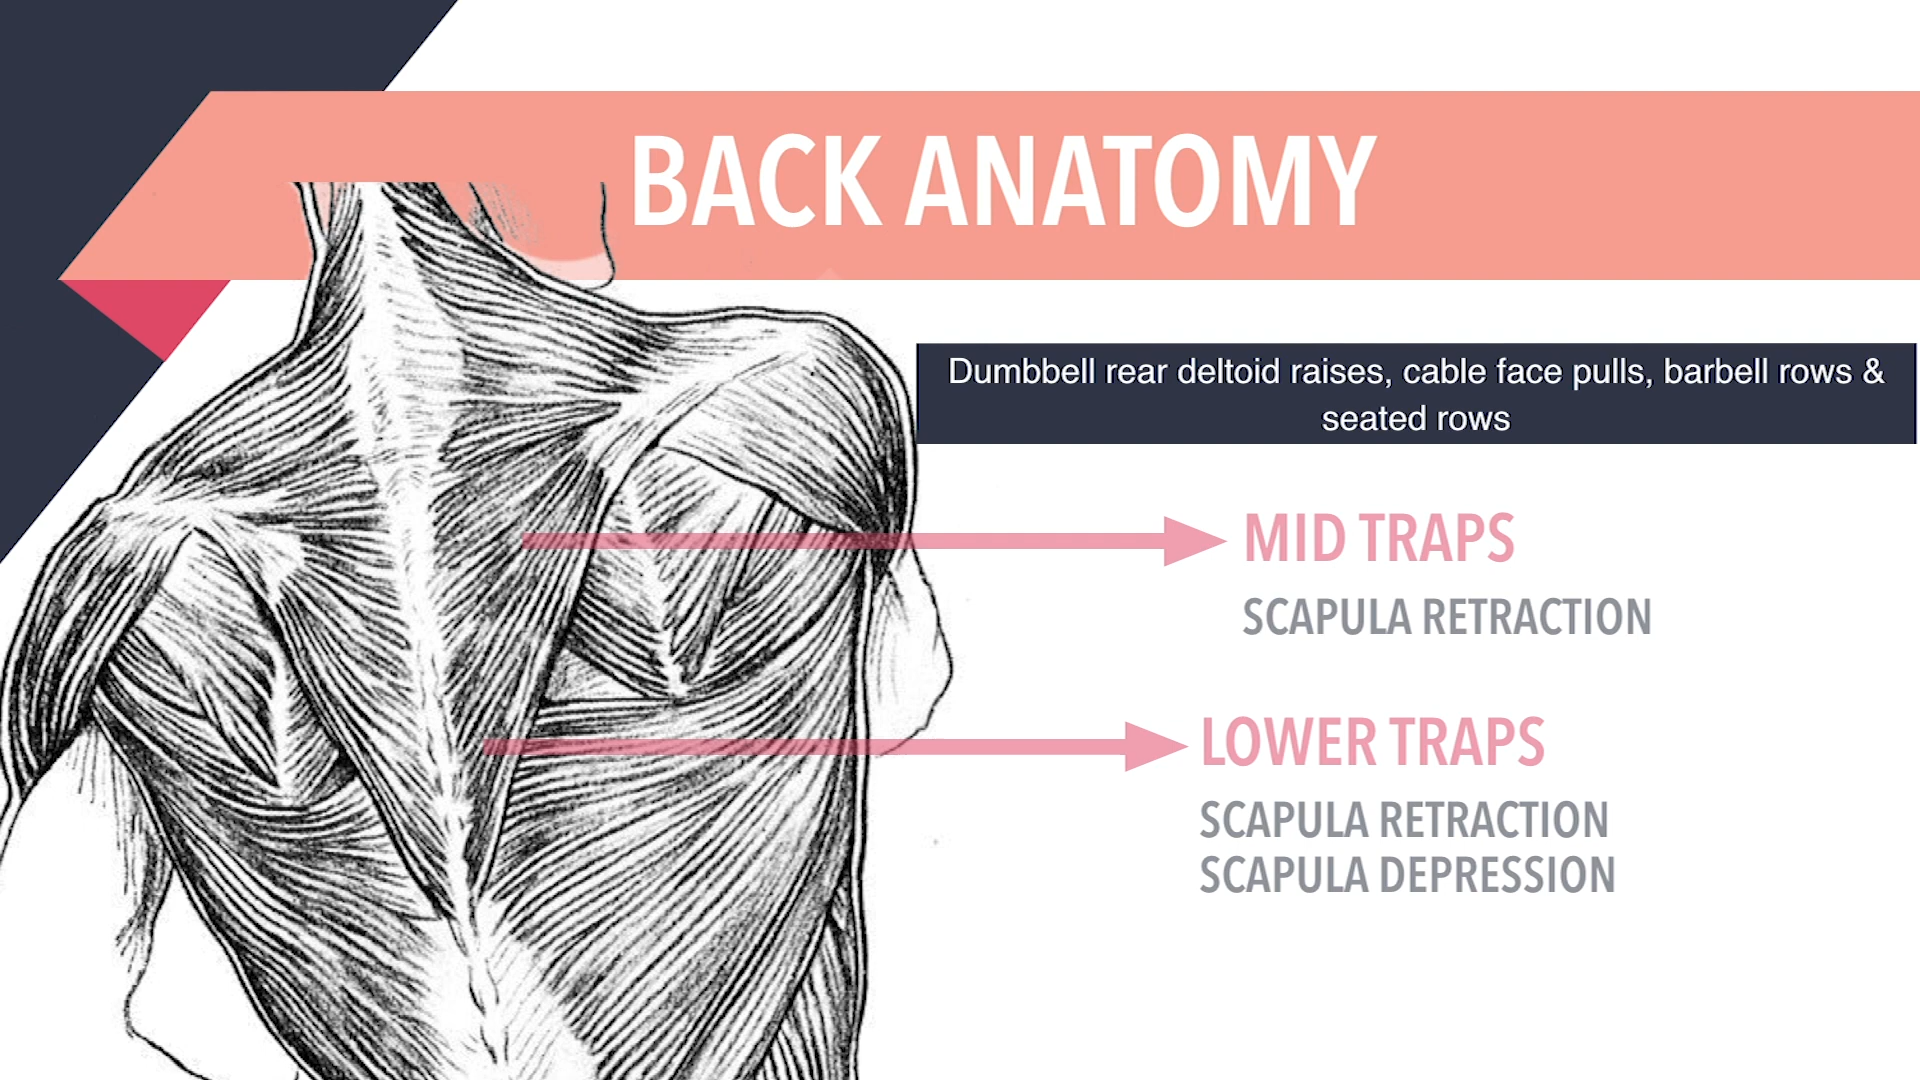 BACK ANATOMY
Dumbbell rear deltoid raises, cable face pulls, barbell rows &
seated rows
MID TRAPS
SCAPULA RETRACTION
LOWER TRAPS
SCAPULA RETRACTION
SCAPULA DEPRESSION